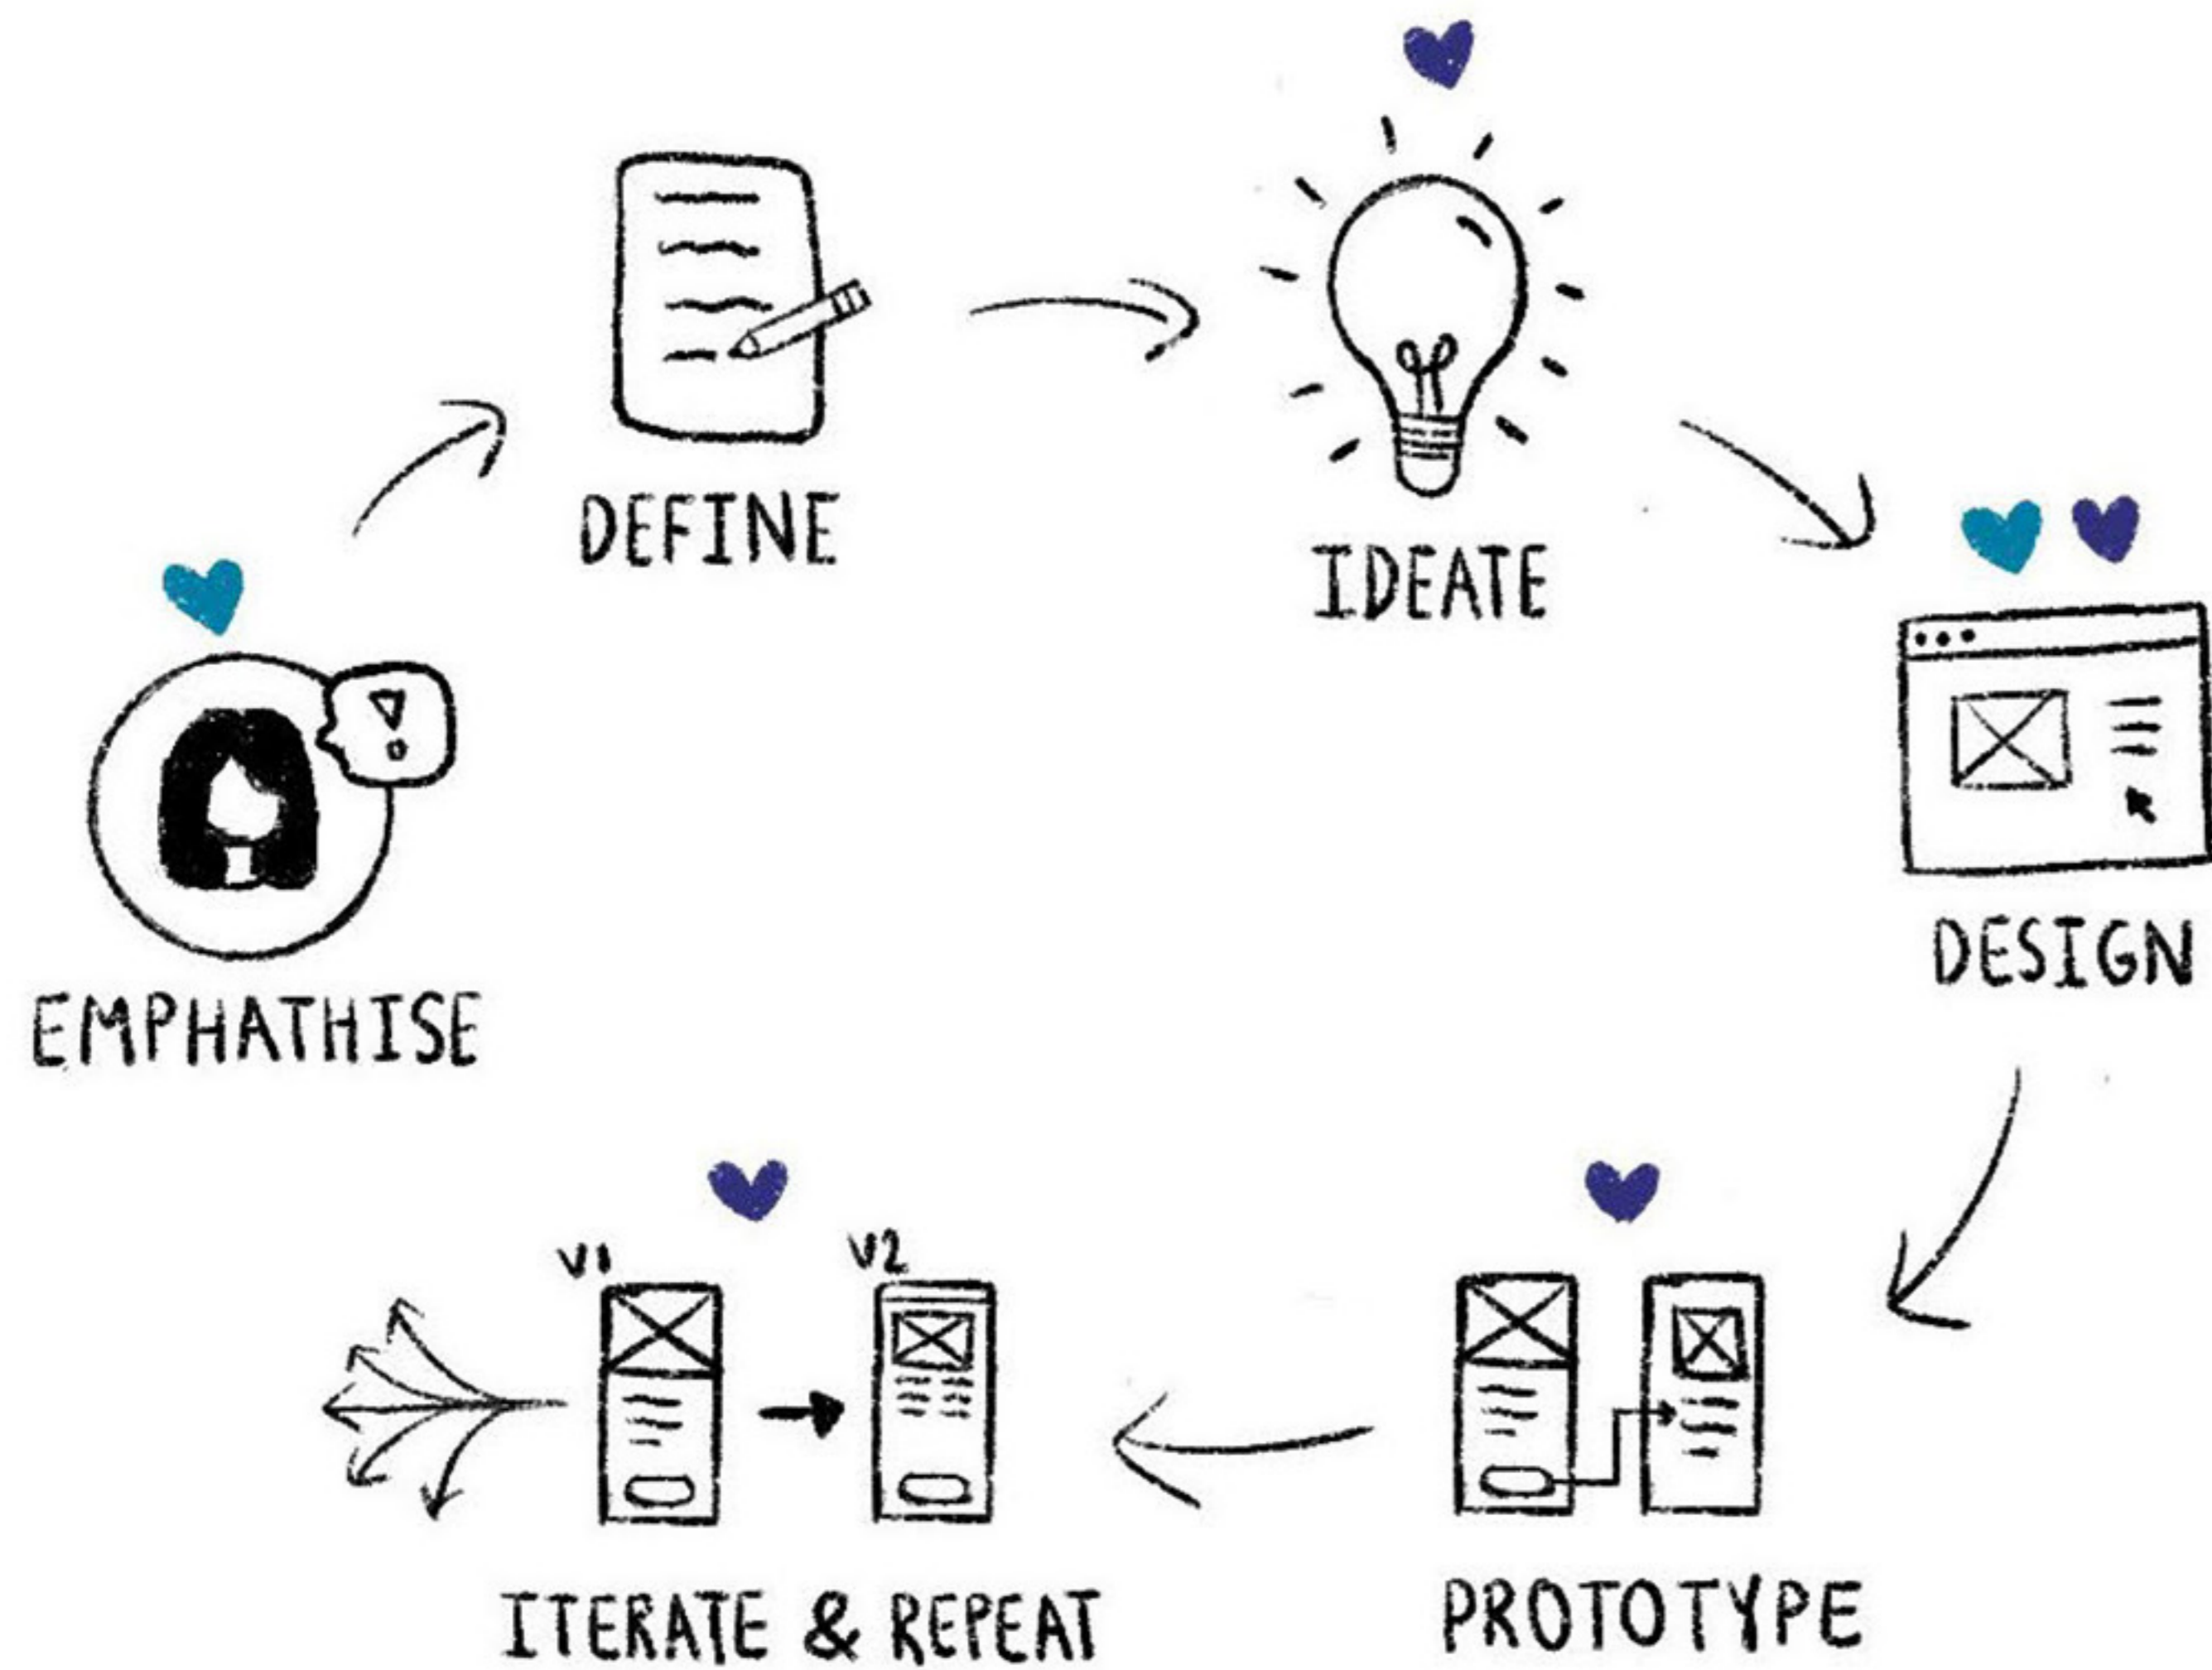 DEFINE
IDEATE
EMPHATHISE
DESIGN
V1
V2
ITERATE & REPEAT
PROTOTYPE